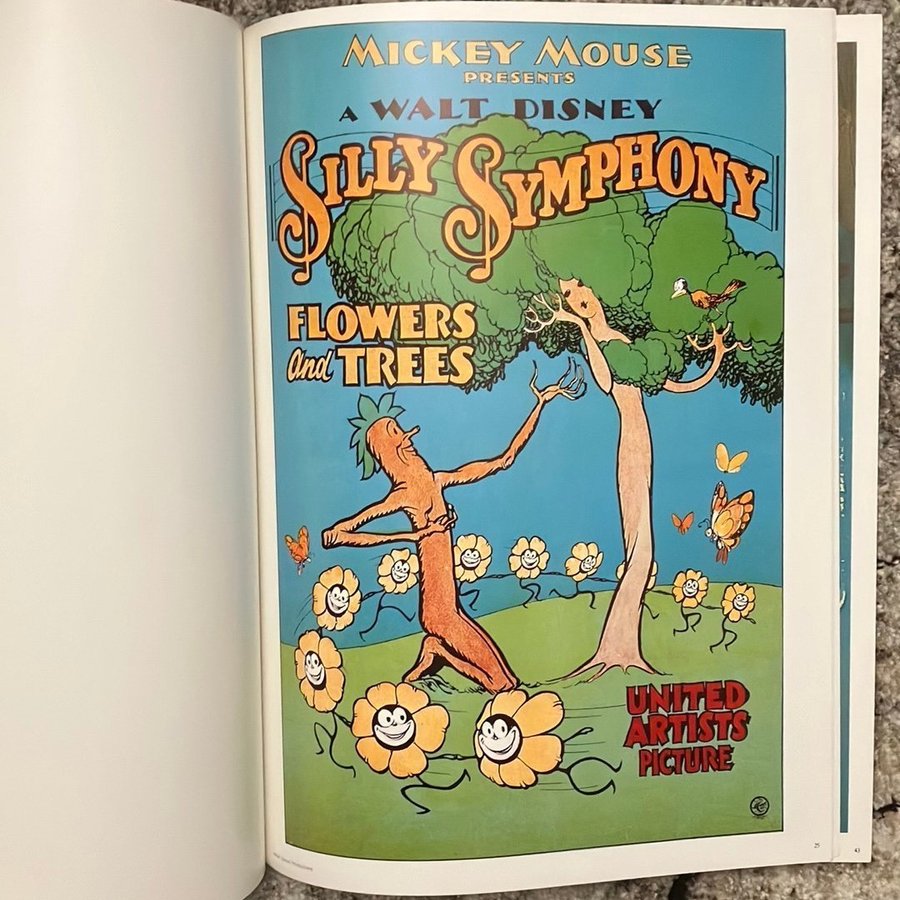 MICKEY MOUSE
PRESENTS
A WALT DISNEY
SILLY SYMPHONY
FLOWERS
and TREES
UNITED
ARTISTS
PICTURE
25
43